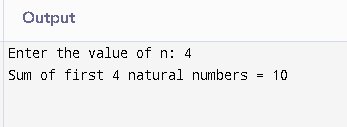 Output
Enter the value of n: 4
Sum of first 4 natural numbers = 10